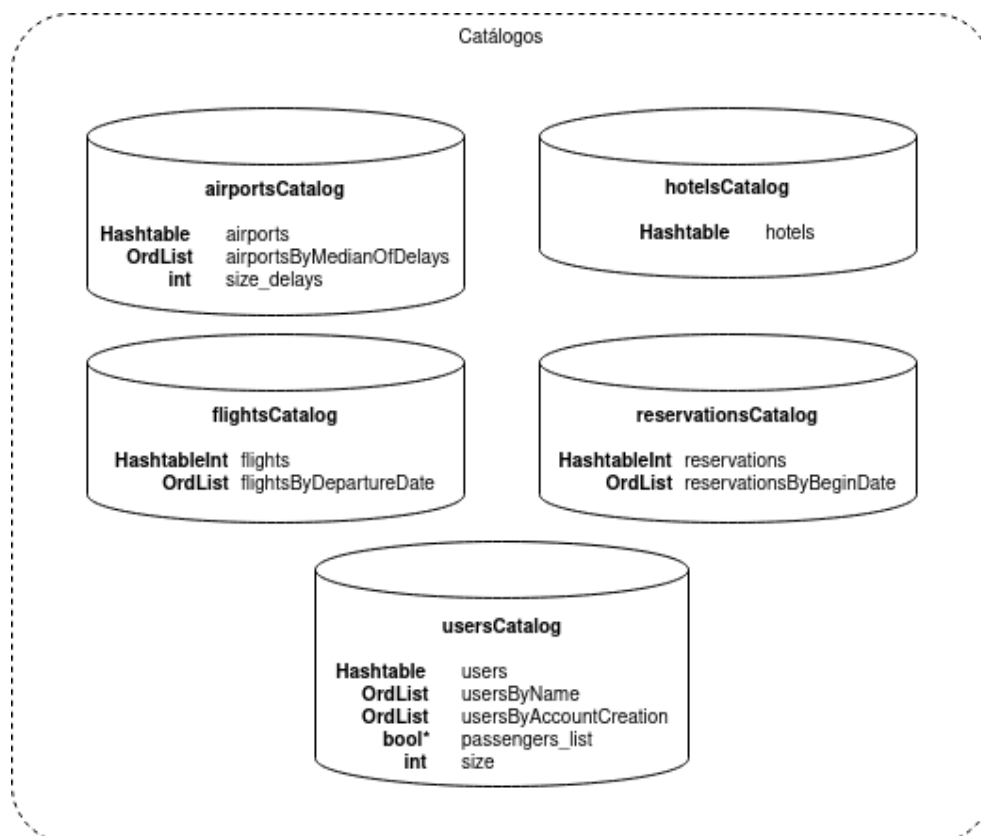 Catálogos
airportsCatalog
Hashtable airports
OrdList airportsByMedianOfDelays
int size_delays
hotelsCatalog
Hashtable hotels
flightsCatalog
HashtableInt flights
OrdList flightsByDepartureDate
reservationsCatalog
HashtableInt reservations
OrdList reservationsByBeginDate
usersCatalog
Hashtable users
OrdList usersByName
OrdList usersByAccountCreation
bool* passengers_list
int size